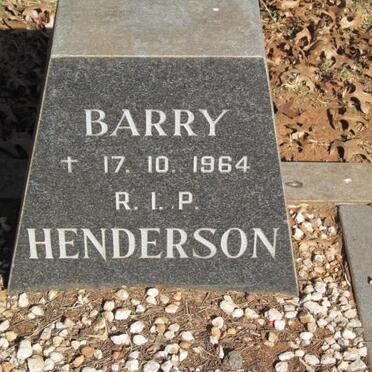 BARRY
† 17. 10. 1964
R. I. P.
HENDERSON